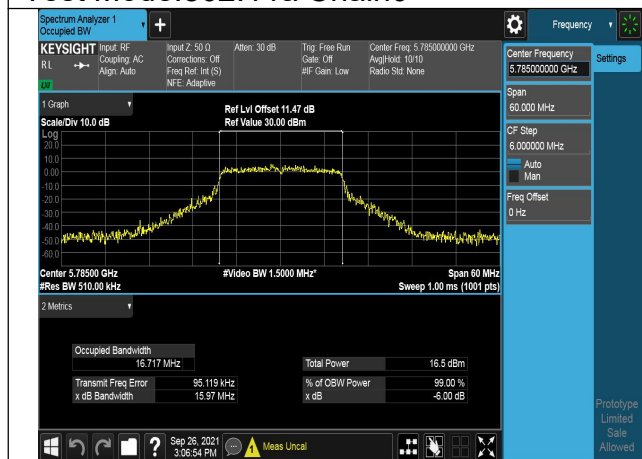 Spectrum Analyzer 1
Occupied BW
Frequency
KEYSIGHT
Input: RF
Input Z: 50 Ω
Atten: 30 dB
Trig: Free Run
Center Freq: 5.785000000 GHz
R L
Coupling: AC
Corrections: Off
Gate: Off
Avg|Hold: 10/10
Align: Auto
Freq Ref: Int (S)
#IF Gain: Low
Radio Std: None
LXI
NFE: Adaptive
Center Frequency
5.785000000 GHz
Settings
Span
60.000 MHz
CF Step
6.000000 MHz
Auto
Man
Freq Offset
0 Hz
1 Graph
Ref Lvl Offset 11.47 dB
Scale/Div 10.0 dB
Ref Value 30.00 dBm
Log
20.0
10.0
0.00
-10.0
-20.0
-30.0
-40.0
-50.0
-60.0
Center 5.78500 GHz
#Video BW 1.5000 MHz*
Span 60 MHz
#Res BW 510.00 kHz
Sweep 1.00 ms (1001 pts)
2 Metrics
Occupied Bandwidth
16.717 MHz
Total Power
16.5 dBm
Transmit Freq Error
95.119 kHz
% of OBW Power
99.00 %
x dB Bandwidth
15.97 MHz
x dB
-6.00 dB
Prototype
Limited
Sale
Allowed
?
Sep 26, 2021
3:06:54 PM
Meas Uncal